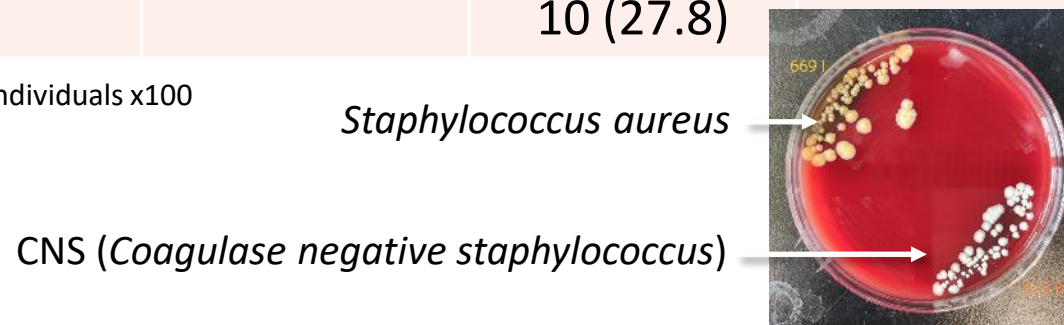 10 (27.8)
ndividuals x100
669 I
Staphylococcus aureus
CNS (Coagulase negative staphylococcus)